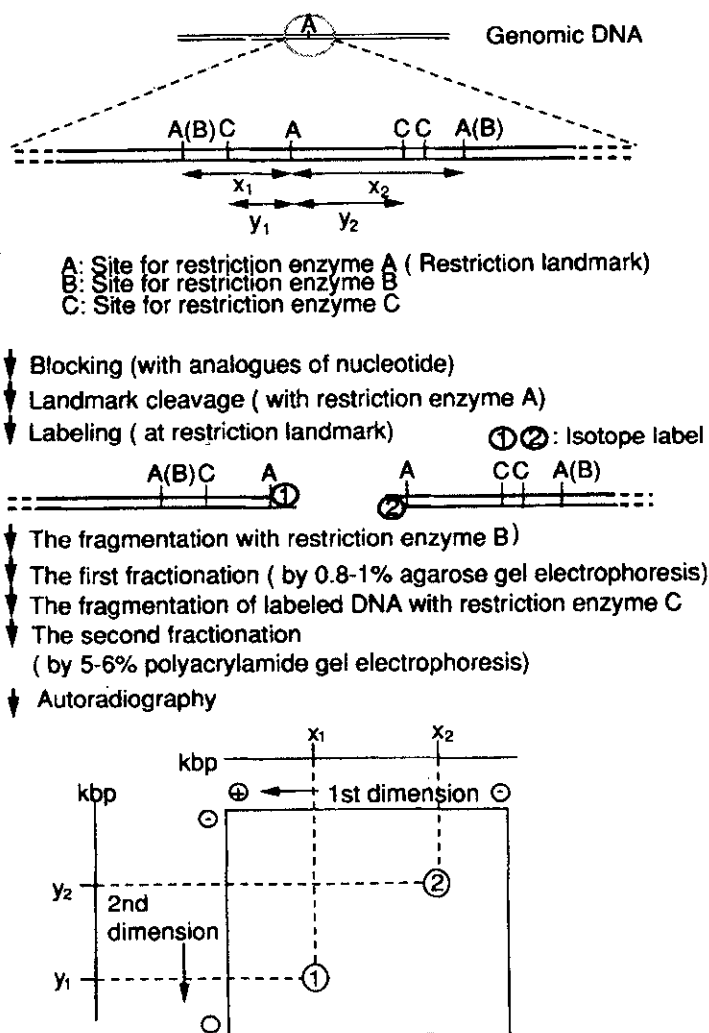 A
Genomic DNA
A(B) C A C C A(B)
x₁ x₂
y₁ y₂
A: Site for restriction enzyme A ( Restriction landmark)
B: Site for restriction enzyme B
C: Site for restriction enzyme C
Blocking (with analogues of nucleotide)
Landmark cleavage ( with restriction enzyme A)
Labeling ( at restriction landmark) ①②: Isotope label
A(B) C A ① A ② C C A(B)
The fragmentation with restriction enzyme B)
The first fractionation ( by 0.8-1% agarose gel electrophoresis)
The fragmentation of labeled DNA with restriction enzyme C
The second fractionation
( by 5-6% polyacrylamide gel electrophoresis)
Autoradiography
x₁ x₂
kbp
kbp ⊕ 1st dimension ⊖
⊖
y₂ ②
2nd
dimension
y₁ ①